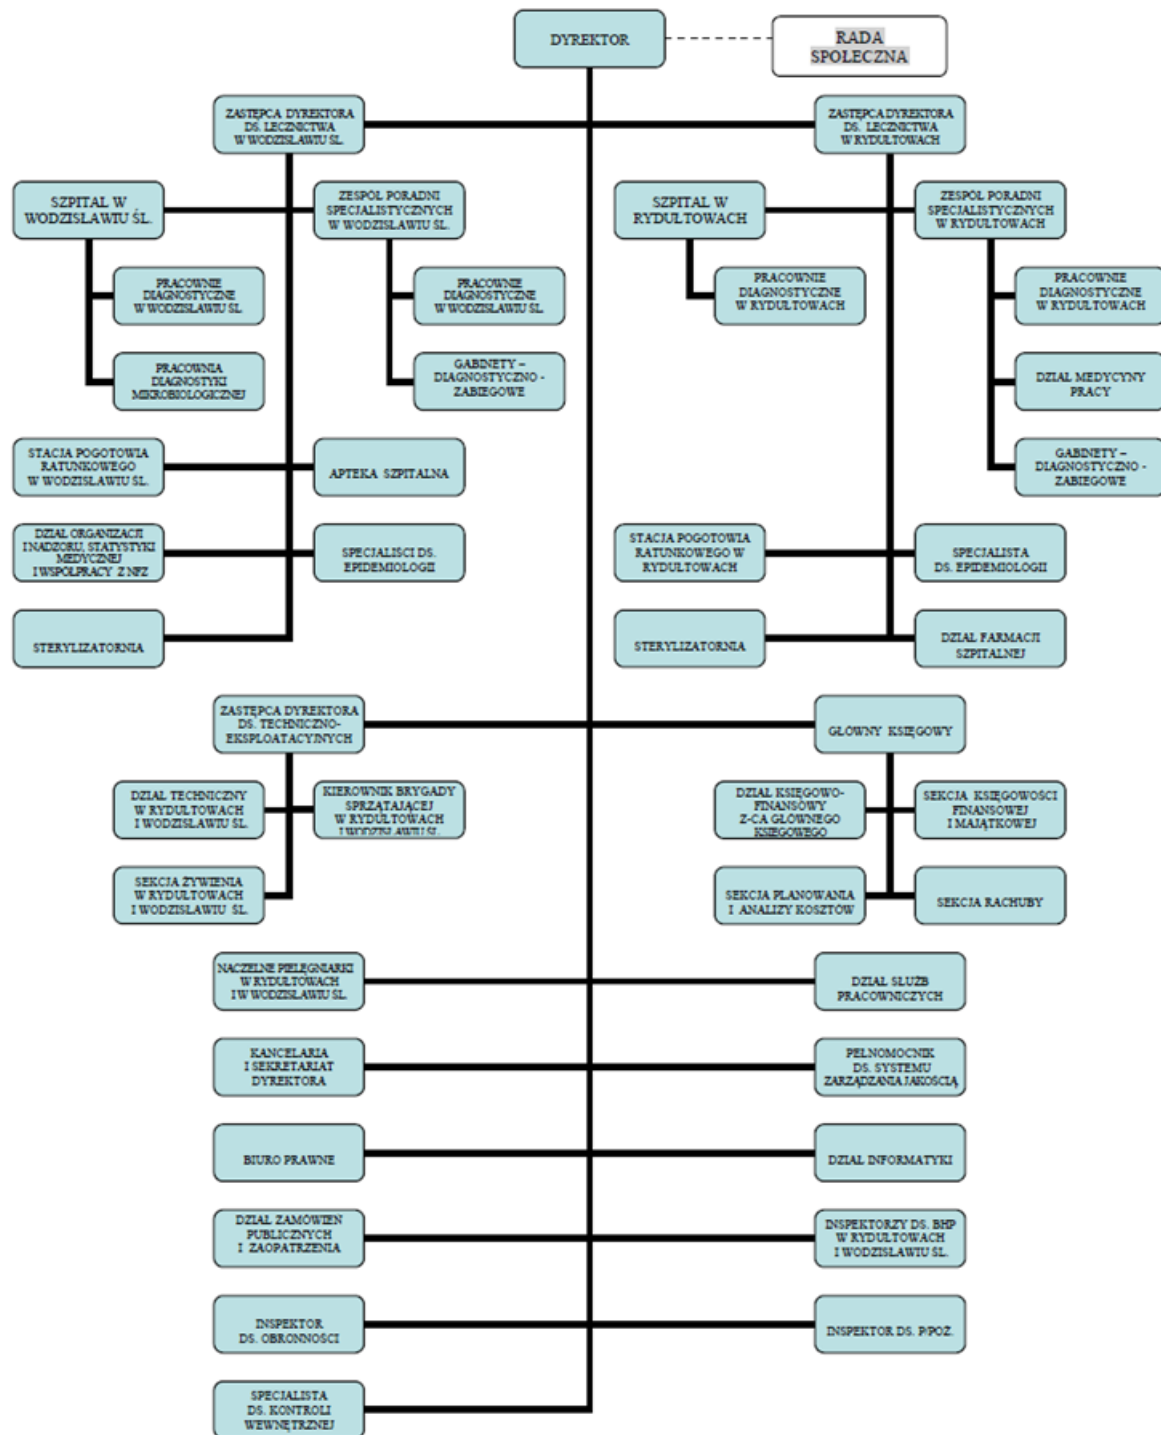 DYREKTOR
RADA
SPOŁECZNA
ZASTĘPCA DYREKTORA
DS. LECZNICTWA
W WODZISŁAWIU ŚL.
ZASTĘPCA DYREKTORA
DS. LECZNICTWA
W RYDUŁTOWACH
SZPITAL W
WODZISŁAWIU ŚL.
ZESPÓŁ PORADNI
SPECJALISTYCZNYCH
W WODZISŁAWIU ŚL.
SZPITAL W
RYDUŁTOWACH
ZESPÓŁ PORADNI
SPECJALISTYCZNYCH
W RYDUŁTOWACH
PRACOWNIE
DIAGNOSTYCZNE
W WODZISŁAWIU ŚL
PRACOWNIE
DIAGNOSTYCZNE
W WODZISŁAWIU ŚL
PRACOWNIE
DIAGNOSTYCZNE
W RYDUŁTOWACH
PRACOWNIE
DIAGNOSTYCZNE
W RYDUŁTOWACH
PRACOWNIA
DIAGNOSTYKI
MIKROBIOLOGICZNEJ
GABINETY –
DIAGNOSTYCZNO -
ZABIEGOWE
DZIAŁ MEDYCYNY
PRACY
STACJA POGOTOWIA
RATUNKOWEGO
W WODZISŁAWIU ŚL.
APTEKA SZPITALNA
GABINETY –
DIAGNOSTYCZNO -
ZABIEGOWE
DZIAŁ ORGANIZACJI
I NADZORU, STATYSTYKI
MEDYCZNEJ
I WSPÓŁPRACY Z NFZ
SPECJALIŚCI DS.
EPIDEMIOLOGII
STACJA POGOTOWIA
RATUNKOWEGO W
RYDUŁTOWACH
SPECJALISTA
DS. EPIDEMIOLOGII
STERYLIZATORNIA
STERYLIZATORNIA
DZIAŁ FARMACJI
SZPITALNEJ
ZASTĘPCA DYREKTORA
DS. TECHNICZNO-
EKSPLOATACYJNYCH
GŁÓWNY KSIĘGOWY
DZIAŁ TECHNICZNY
W RYDUŁTOWACH
I WODZISŁAWIU ŚL.
KIEROWNIK BRYGADY
SPRZĄTAJĄCEJ
W RYDUŁTOWACH
I WODZISŁAWIU ŚL.
DZIAŁ KSIĘGOWO-
FINANSOWY
Z-CA GŁÓWNEGO
KSIĘGOWEGO
SEKCJA KSIĘGOWOŚCI
FINANSOWEJ
I MAJĄTKOWEJ
SEKCJA ŻYWIENIA
W RYDUŁTOWACH
I WODZISŁAWIU ŚL.
SEKCJA PLANOWANIA
I ANALIZY KOSZTÓW
SEKCJA RACHUBY
NACZELNE PIELĘGNIARKI
W RYDUŁTOWACH
I W WODZISŁAWIU ŚL.
DZIAŁ SŁUŻB
PRACOWNICZYCH
KANCELARIA
I SEKRETARIAT
DYREKTORA
PEŁNOMOCNIK
DS. SYSTEMU
ZARZĄDZANIA JAKOŚCIĄ
BIURO PRAWNE
DZIAŁ INFORMATYKI
DZIAŁ ZAMÓWIEŃ
PUBLICZNYCH
I ZAOPATRZENIA
INSPEKTORZY DS. BHP
W RYDUŁTOWACH
I WODZISŁAWIU ŚL.
INSPEKTOR
DS. OBRONNOŚCI
INSPEKTOR DS. P/POŻ.
SPECJALISTA
DS. KONTROLI
WEWNĘTRZNEJ